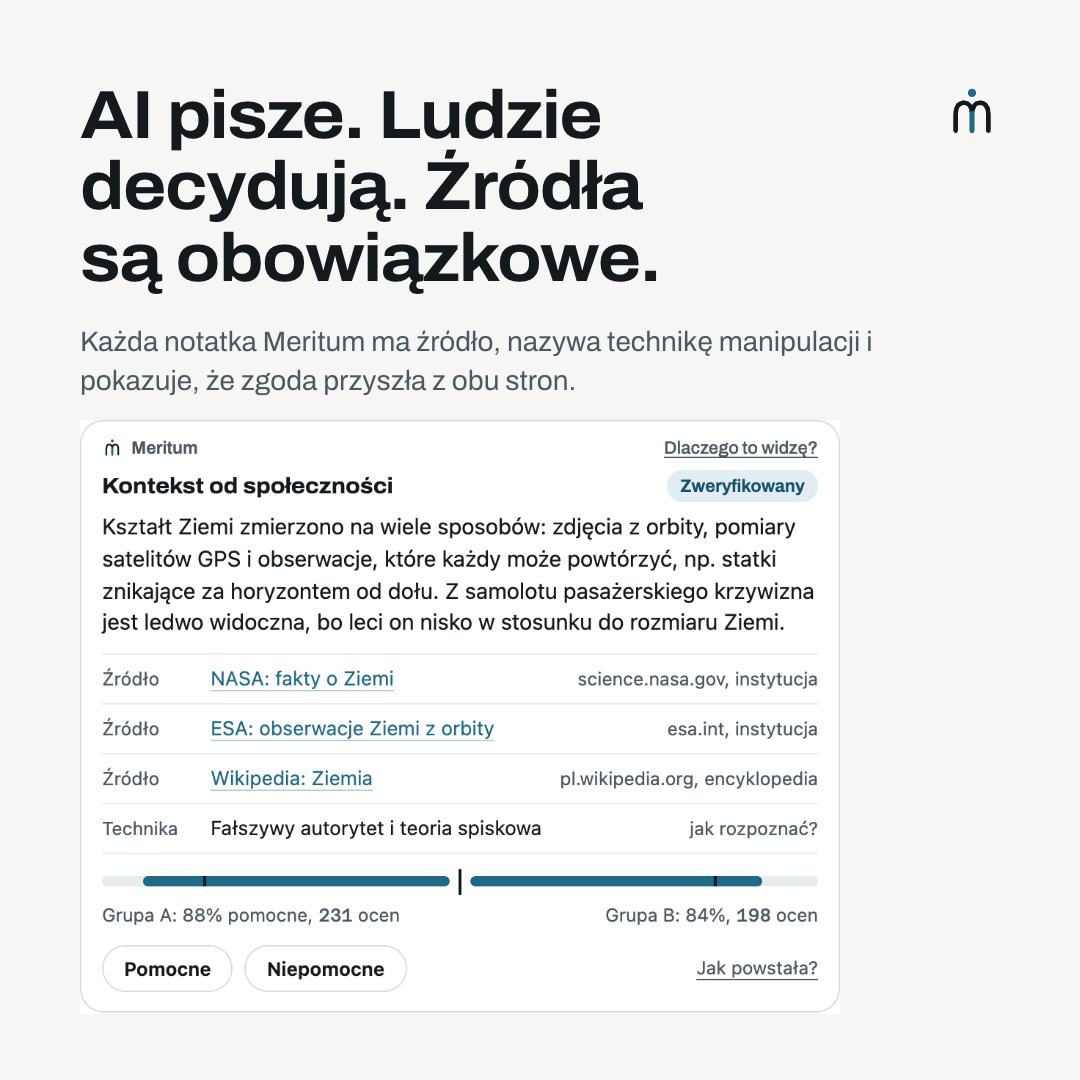 AI pisze. Ludzie
decydują. Źródła
są obowiązkowe.
Każda notatka Meritum ma źródło, nazywa technikę manipulacji i
pokazuje, że zgoda przyszła z obu stron.
Meritum
Dlaczego to widzę?
Kontekst od społeczności
Zweryfikowany
Kształt Ziemi zmierzono na wiele sposobów: zdjęcia z orbity, pomiary
satelitów GPS i obserwacje, które każdy może powtórzyć, np. statki
znikające za horyzontem od dołu. Z samolotu pasażerskiego krzywizna
jest ledwo widoczna, bo leci on nisko w stosunku do rozmiaru Ziemi.
Źródło NASA: fakty o Ziemi science.nasa.gov, instytucja
Źródło ESA: obserwacje Ziemi z orbity esa.int, instytucja
Źródło Wikipedia: Ziemia pl.wikipedia.org, encyklopedia
Technika Fałszywy autorytet i teoria spiskowa jak rozpoznać?
Grupa A: 88% pomocne, 231 ocen
Grupa B: 84%, 198 ocen
Pomocne
Niepomocne
Jak powstała?